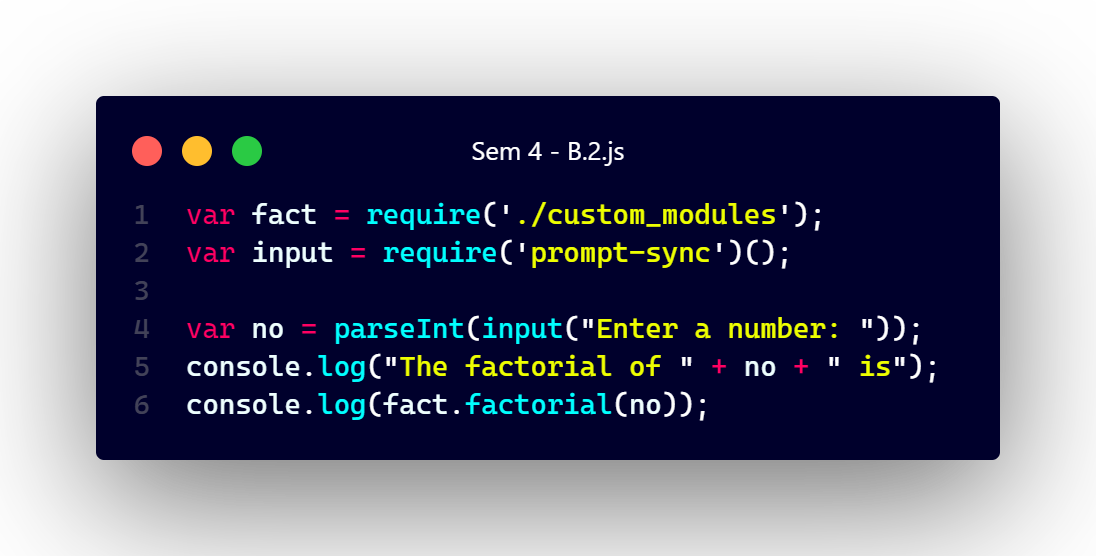 Sem 4 - B.2.js
1 var fact = require('./custom_modules');
2 var input = require('prompt-sync')();
3
4 var no = parseInt(input("Enter a number: "));
5 console.log("The factorial of " + no + " is");
6 console.log(fact.factorial(no));